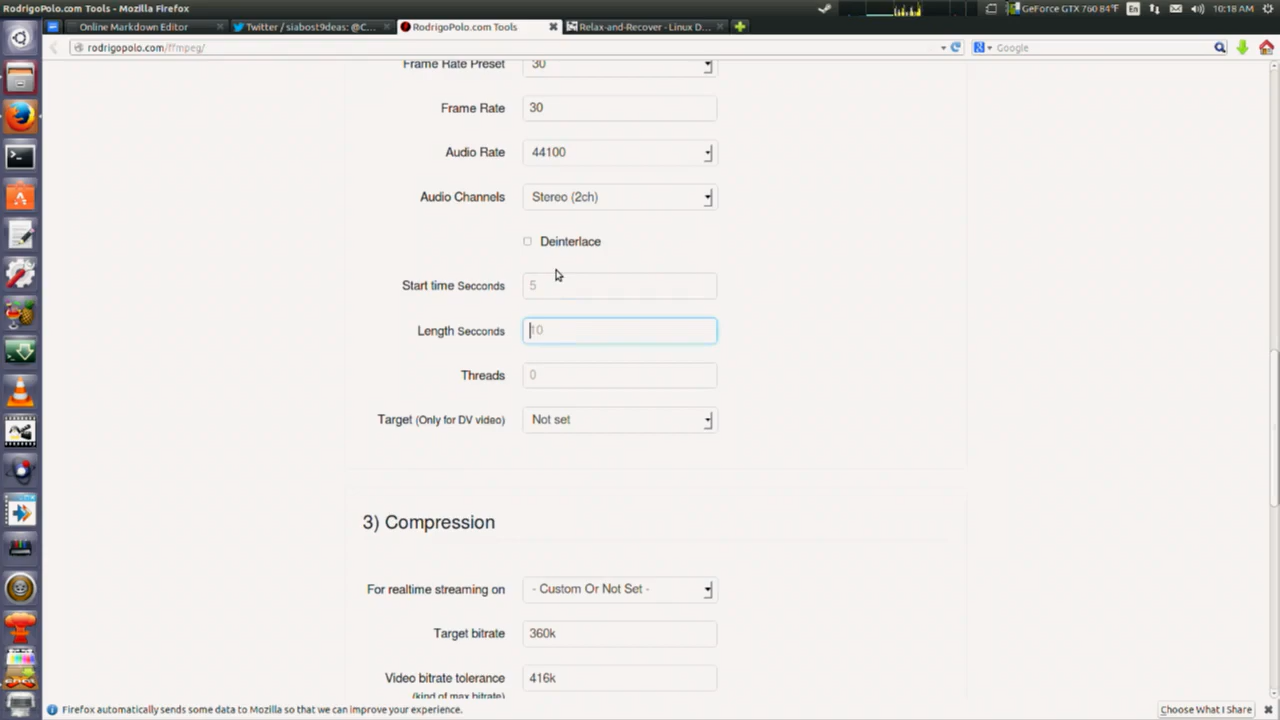 RodrigoPolo.com Tools - Mozilla Firefox
GeForce GTX 760 84°F
En
10:18 AM
Online Markdown Editor
Twitter / siabost9deas: @C...
RodrigoPolo.com Tools
Relax-and-Recover - Linux D...
rodrigopolo.com/ffmpeg/
Google
Frame Rate Preset 30
Frame Rate 30
Audio Rate 44100
Audio Channels Stereo (2ch)
Deinterlace
Start time Secconds 5
Length Secconds 10
Threads 0
Target (Only for DV video) Not set
3) Compression
For realtime streaming on - Custom Or Not Set -
Target bitrate 360k
Video bitrate tolerance 416k
(kind of max bitrate)
Firefox automatically sends some data to Mozilla so that we can improve your experience.
Choose What I Share